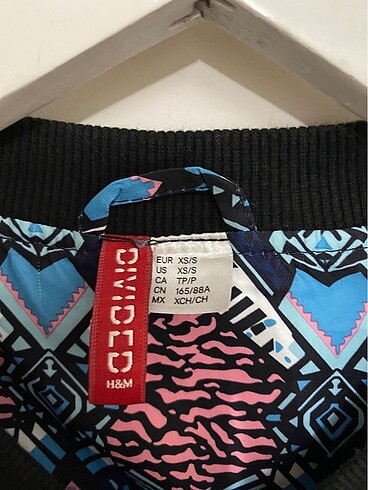 DIVIDED
H&M
EUR XS/S
US XS/S
CA TP/P
CN 165/88A
MX XCH/CH